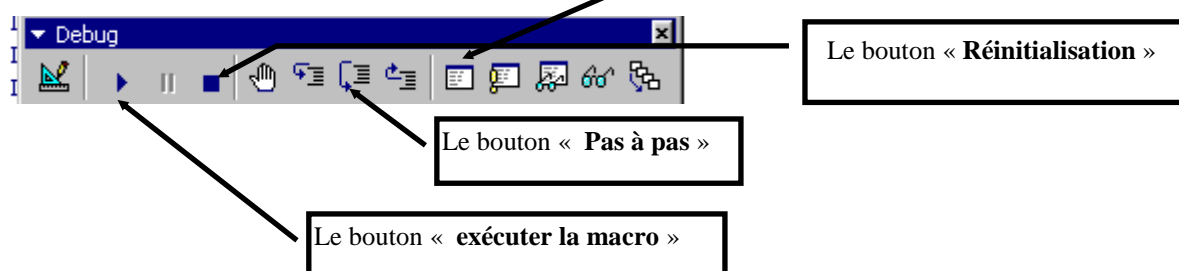 Debug
Le bouton « Réinitialisation »
Le bouton « Pas à pas »
Le bouton « exécuter la macro »